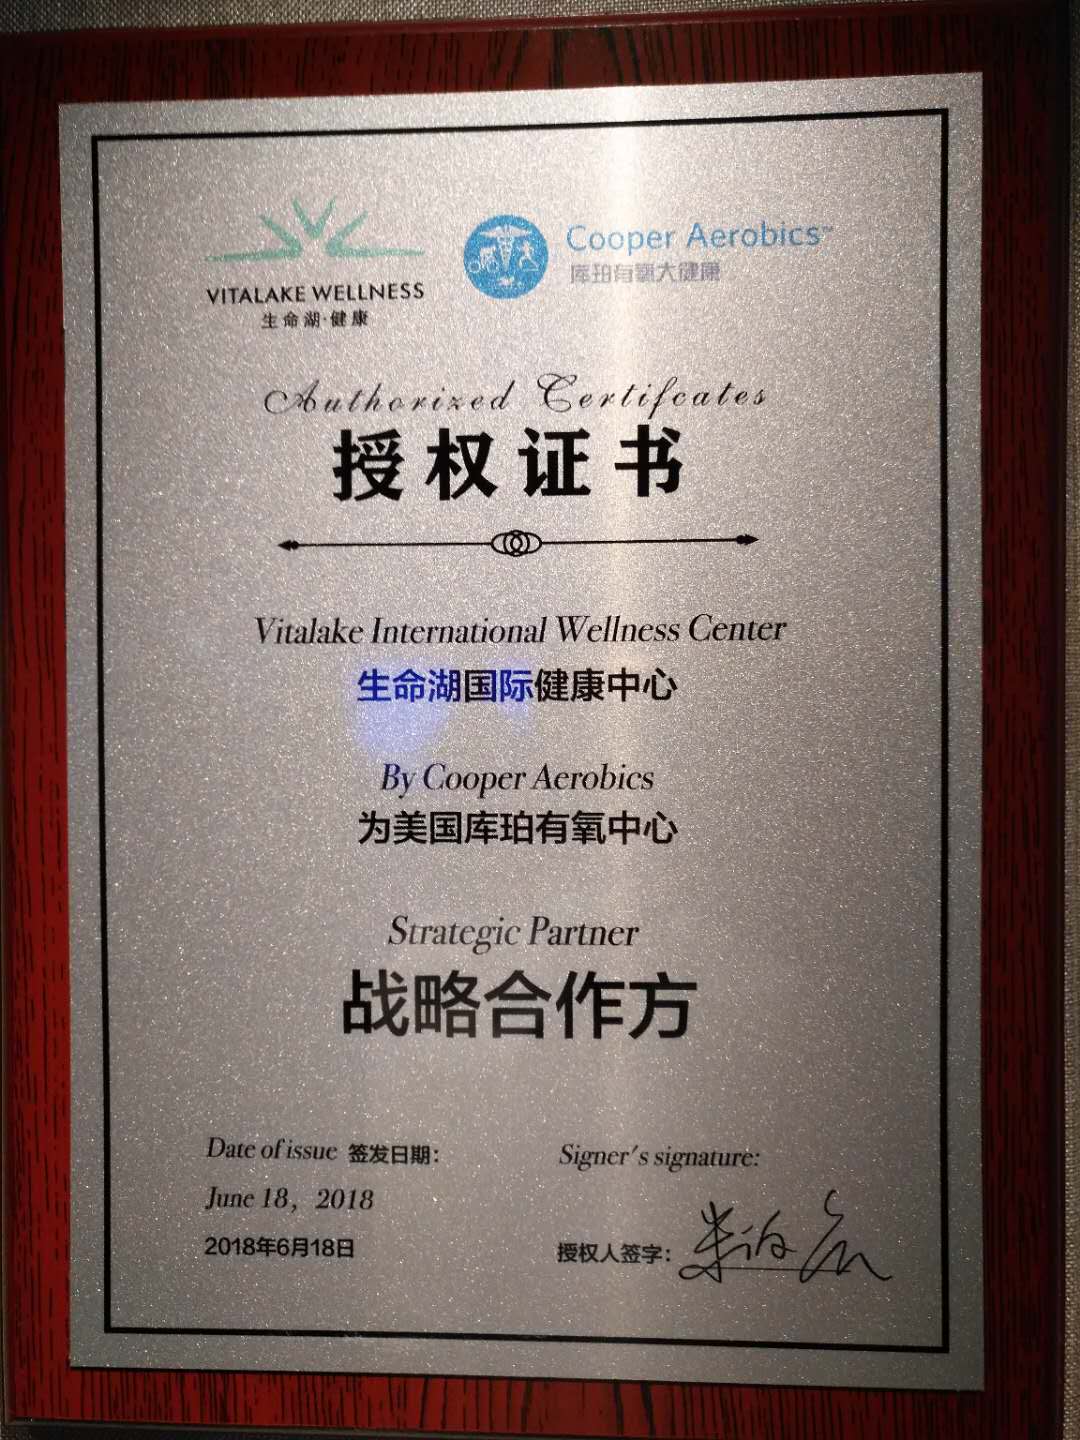 VITALAKE WELLNESS
生命湖·健康
Cooper Aerobics™
库珀有氧大健康
Authorized Certifcates
授权证书
Vitalake International Wellness Center
生命湖国际健康中心
By Cooper Aerobics
为美国库珀有氧中心
Strategic Partner
战略合作方
Date of issue 签发日期：
June 18，2018
2018年6月18日
Signer's signature:
授权人签字：